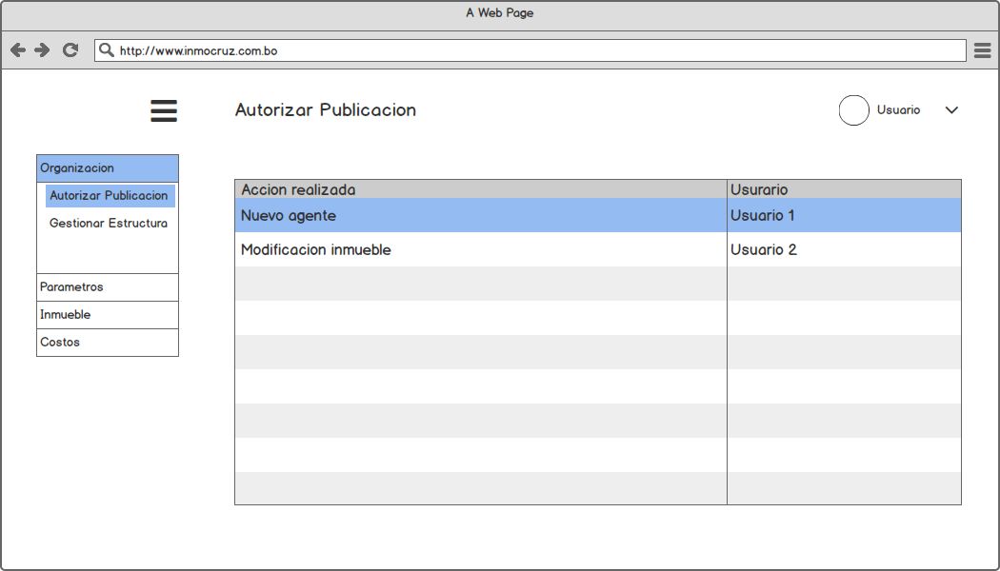 A Web Page
http://www.inmocruz.com.bo
Autorizar Publicacion
Usuario
Organizacion
Autorizar Publicacion
Gestionar Estructura
Parametros
Inmueble
Costos
Accion realizada Usurario
Nuevo agente Usuario 1
Modificacion inmueble Usuario 2